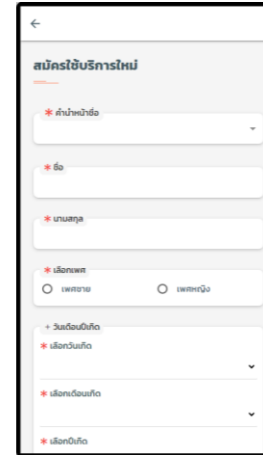 สมัครใช้บริการใหม่
* คำนำหน้าชื่อ
* ชื่อ
* นามสกุล
* เลือกเพศ
เพศชาย เพศหญิง
+ วันเดือนปีเกิด
* เลือกวันเกิด
* เลือกเดือนเกิด
* เลือกปีเกิด